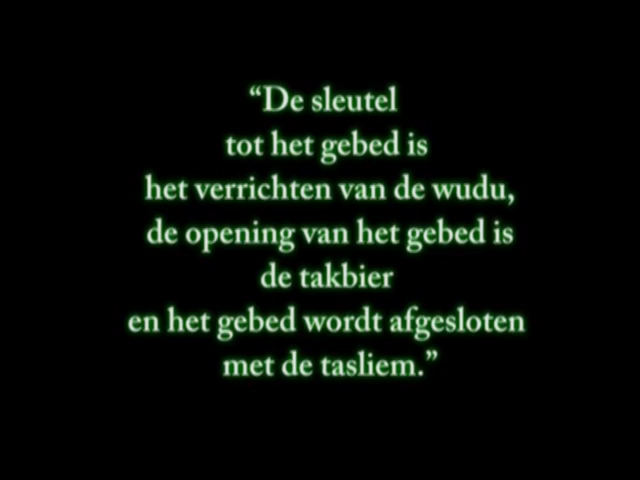 “De sleutel
tot het gebed is
het verrichten van de wudu,
de opening van het gebed is
de takbier
en het gebed wordt afgesloten
met de tasliem.”